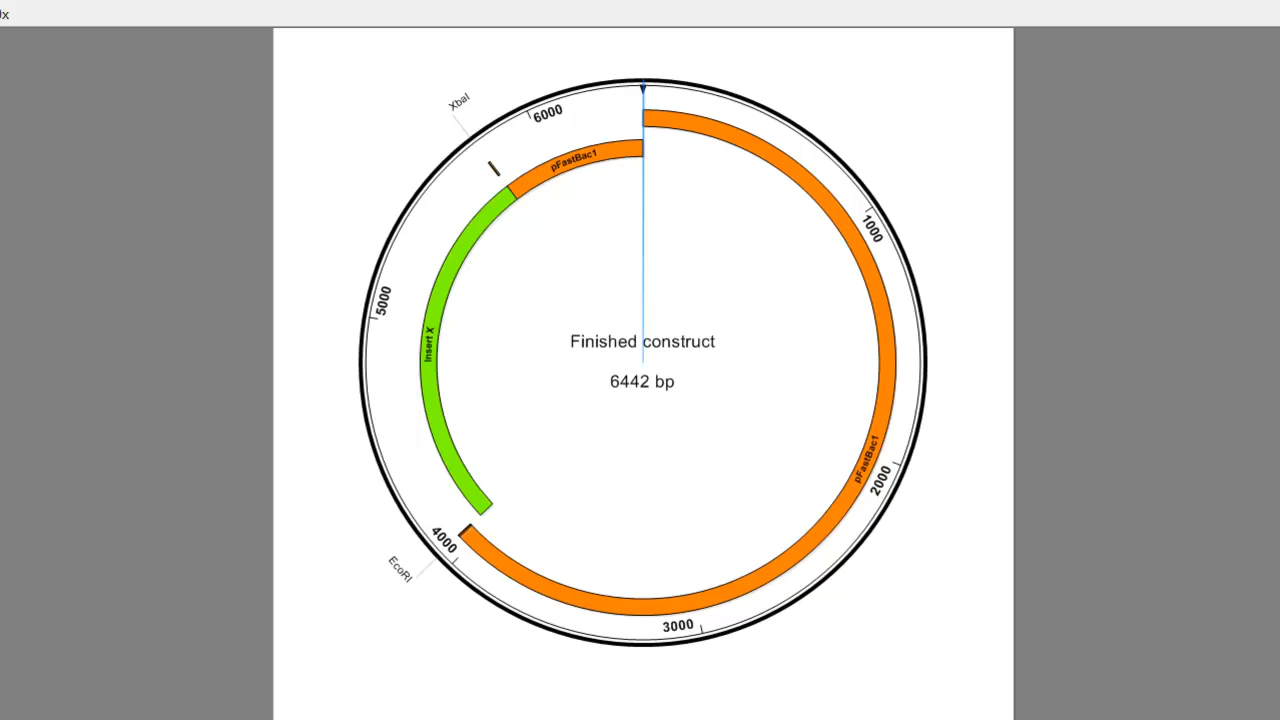 XbaI
6000
pFastBac1
1000
5000
Insert X
Finished construct
6442 bp
pFastBac1
2000
4000
EcoRI
3000